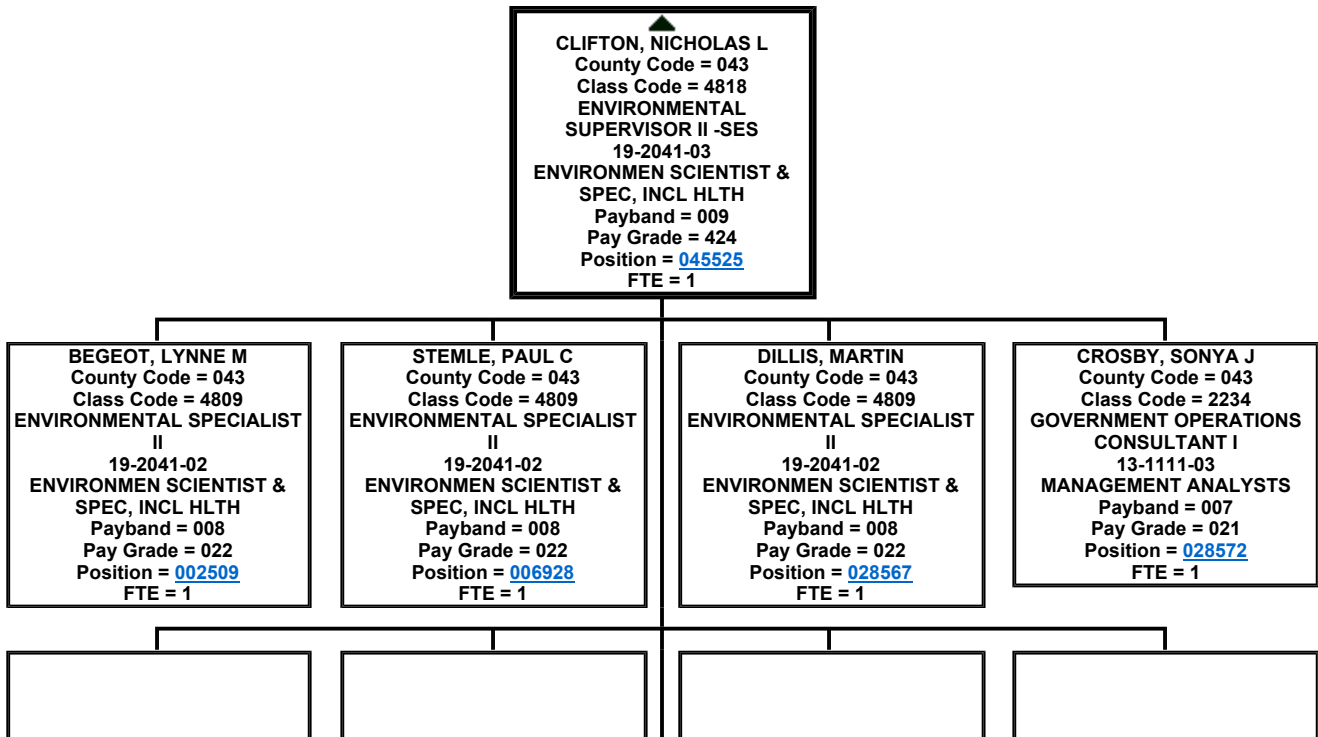 CLIFTON, NICHOLAS L
County Code = 043
Class Code = 4818
ENVIRONMENTAL
SUPERVISOR II -SES
19-2041-03
ENVIRONMEN SCIENTIST &
SPEC, INCL HLTH
Payband = 009
Pay Grade = 424
Position = 045525
FTE = 1
BEGEOT, LYNNE M
County Code = 043
Class Code = 4809
ENVIRONMENTAL SPECIALIST
II
19-2041-02
ENVIRONMEN SCIENTIST &
SPEC, INCL HLTH
Payband = 008
Pay Grade = 022
Position = 002509
FTE = 1
STEMLE, PAUL C
County Code = 043
Class Code = 4809
ENVIRONMENTAL SPECIALIST
II
19-2041-02
ENVIRONMEN SCIENTIST &
SPEC, INCL HLTH
Payband = 008
Pay Grade = 022
Position = 006928
FTE = 1
DILLIS, MARTIN
County Code = 043
Class Code = 4809
ENVIRONMENTAL SPECIALIST
II
19-2041-02
ENVIRONMEN SCIENTIST &
SPEC, INCL HLTH
Payband = 008
Pay Grade = 022
Position = 028567
FTE = 1
CROSBY, SONYA J
County Code = 043
Class Code = 2234
GOVERNMENT OPERATIONS
CONSULTANT I
13-1111-03
MANAGEMENT ANALYSTS
Payband = 007
Pay Grade = 021
Position = 028572
FTE = 1